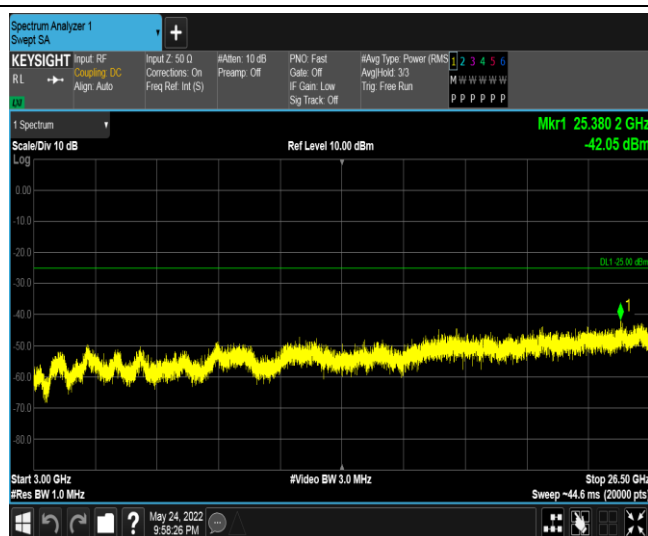 Spectrum Analyzer 1
Swept SA
+
KEYSIGHT Input: RF Input Z: 50 Ω #Atten: 10 dB PNO: Fast #Avg Type: Power (RMS 1 2 3 4 5 6
RL Coupling: DC Corrections: On Preamp: Off Gate: Off Avg|Hold: 3/3 M W W W W W
Align: Auto Freq Ref: Int (S) IF Gain: Low Trig: Free Run
LXI Sig Track: Off P P P P P P
1 Spectrum
Mkr1 25.380 2 GHz
Scale/Div 10 dB Ref Level 10.00 dBm -42.05 dBm
Log
0.00
-10.0
-20.0
DL1 -25.00 dBm
-30.0
1
-40.0
-50.0
-60.0
-70.0
-80.0
Start 3.00 GHz #Video BW 3.0 MHz Stop 26.50 GHz
#Res BW 1.0 MHz Sweep ~44.6 ms (20000 pts)
? May 24, 2022
9:58:26 PM